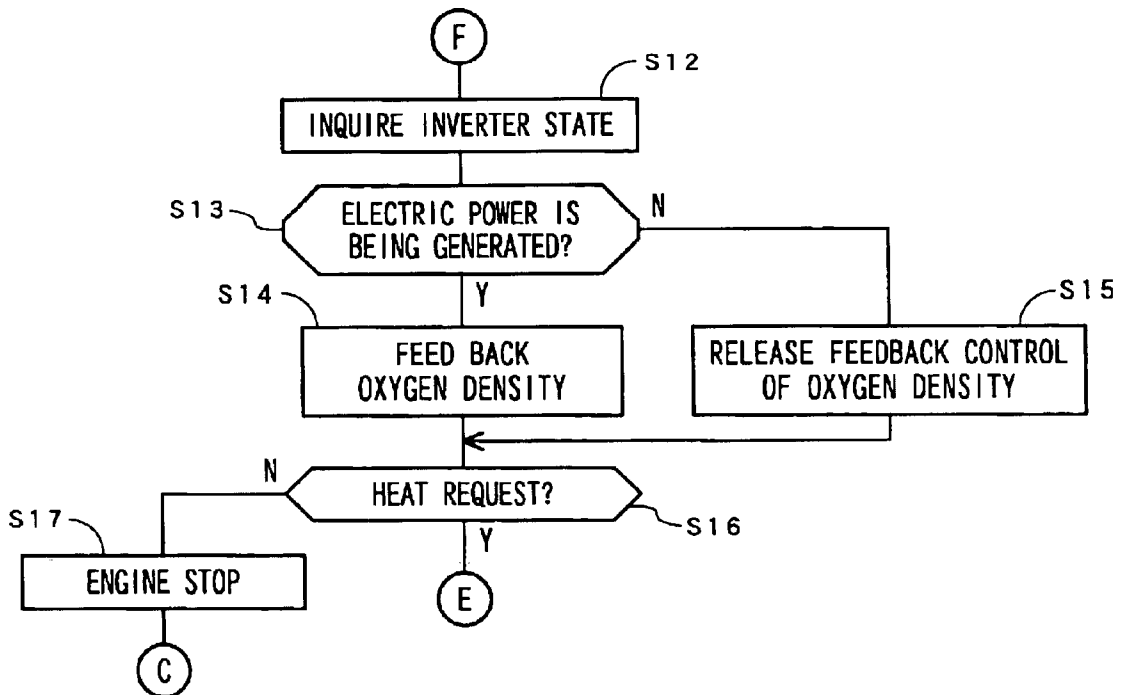 F
S12
INQUIRE INVERTER STATE
S13
ELECTRIC POWER IS
BEING GENERATED?
N
Y
S14
FEED BACK
OXYGEN DENSITY
S15
RELEASE FEEDBACK CONTROL
OF OXYGEN DENSITY
N
HEAT REQUEST?
S16
Y
S17
ENGINE STOP
E
C